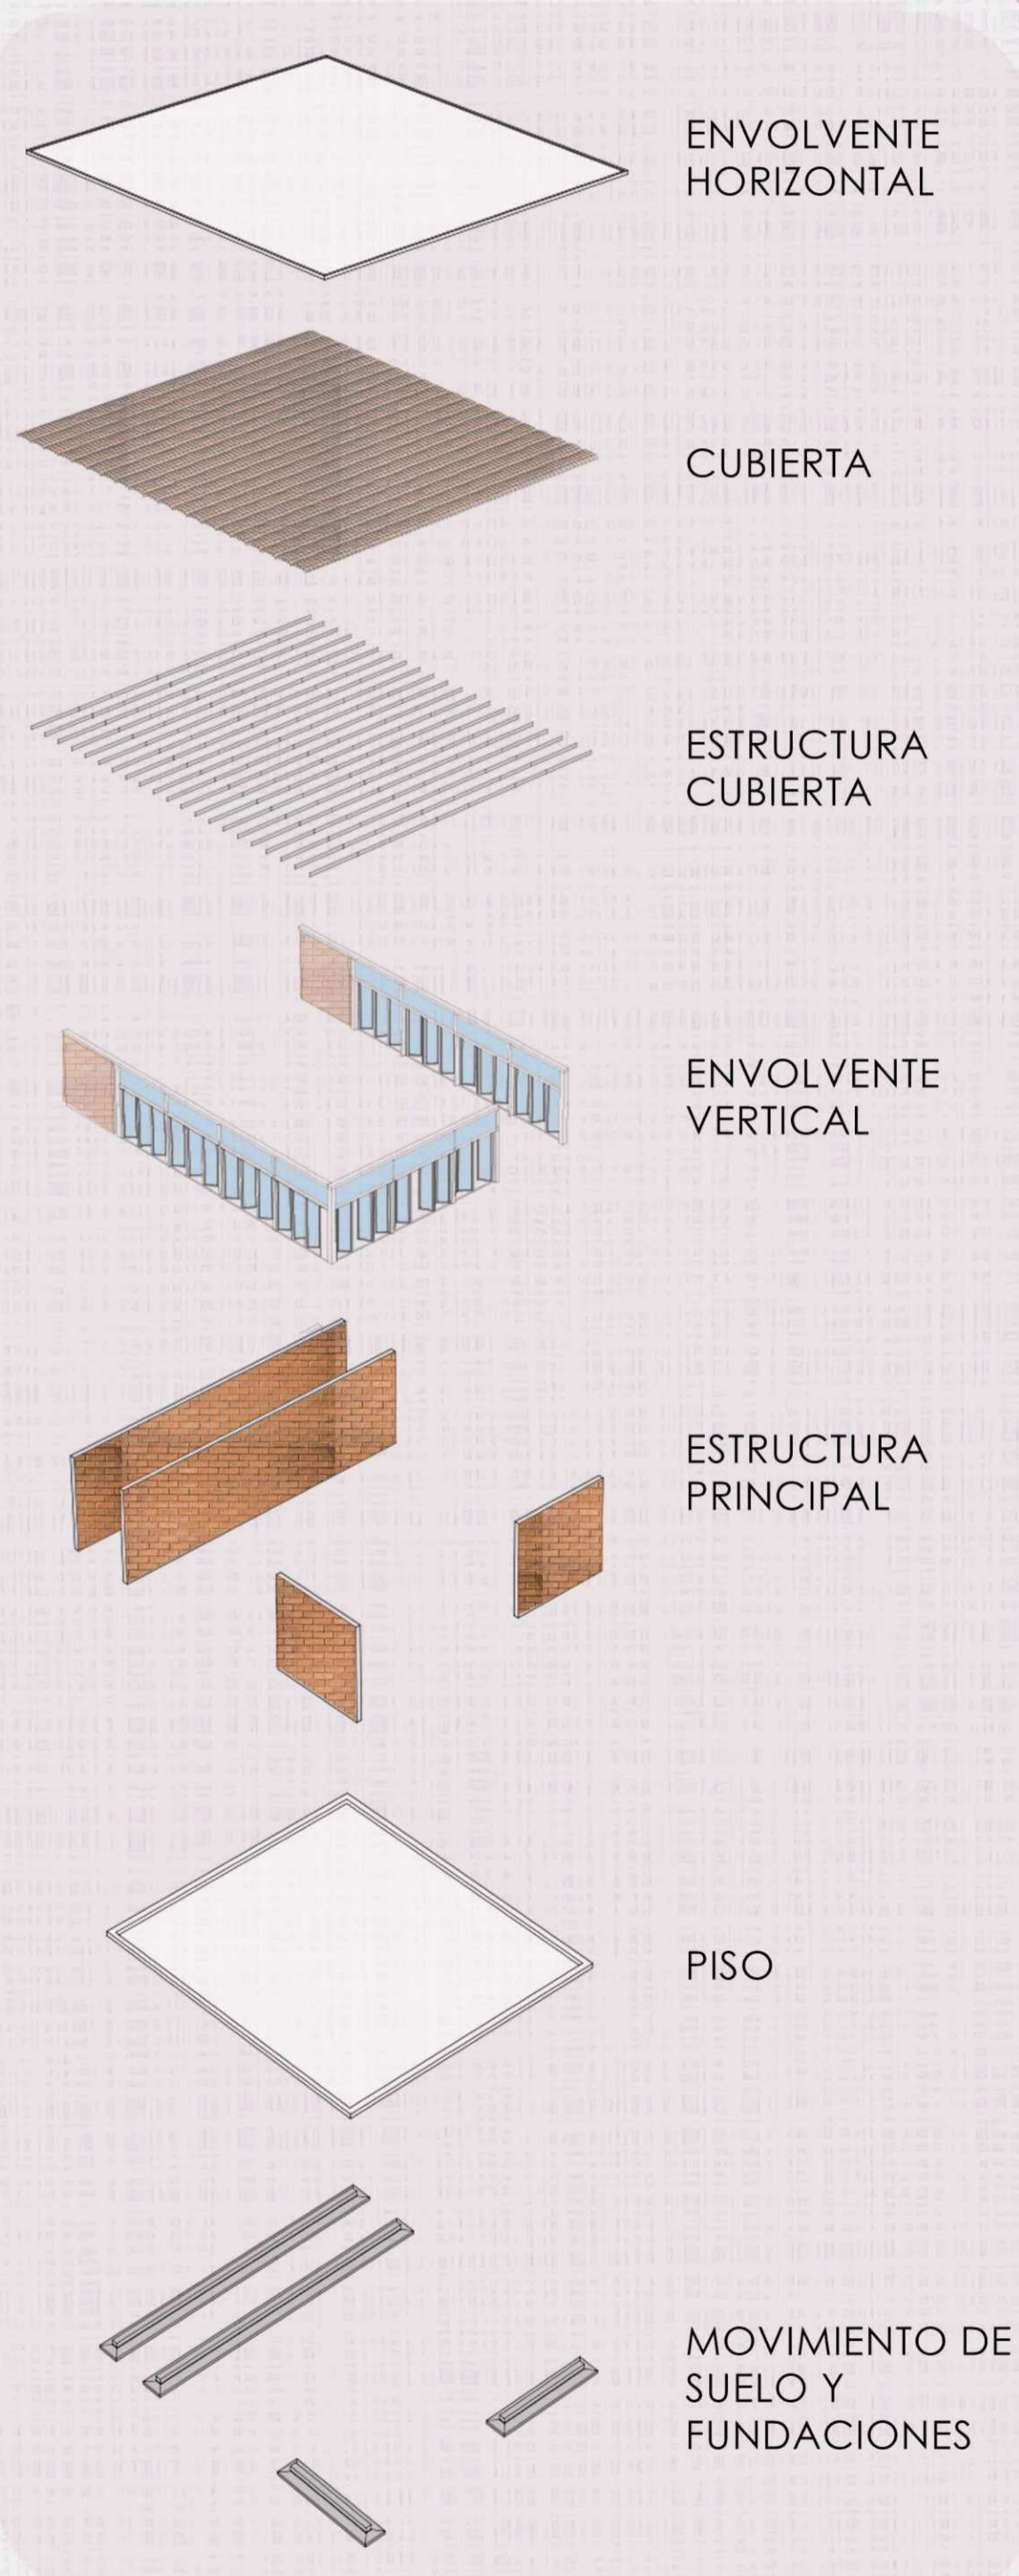 ENVOLVENTE
HORIZONTAL
CUBIERTA
ESTRUCTURA
CUBIERTA
ENVOLVENTE
VERTICAL
ESTRUCTURA
PRINCIPAL
PISO
MOVIMIENTO DE
SUELO Y
FUNDACIONES